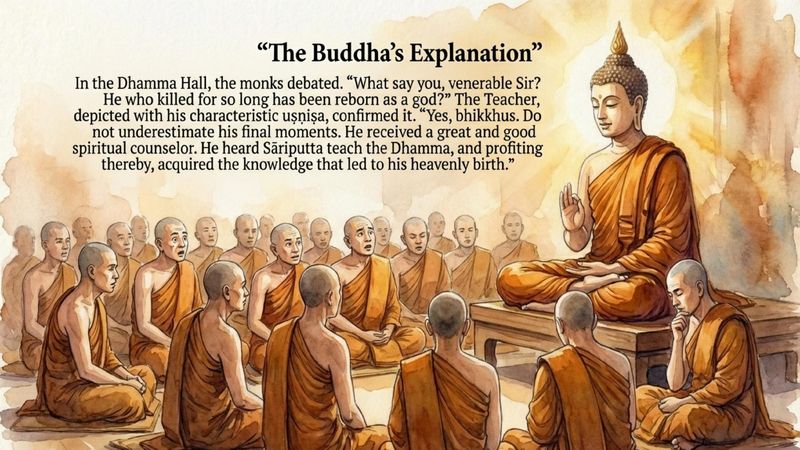 “The Buddha’s Explanation”
In the Dhamma Hall, the monks debated. “What say you, venerable Sir?
He who killed for so long has been reborn as a god?” The Teacher,
depicted with his characteristic uṣṇiṣa, confirmed it. “Yes, bhikkhus. Do
not underestimate his final moments. He received a great and good
spiritual counselor. He heard Sāriputta teach the Dhamma, and profiting
thereby, acquired the knowledge that led to his heavenly birth.”